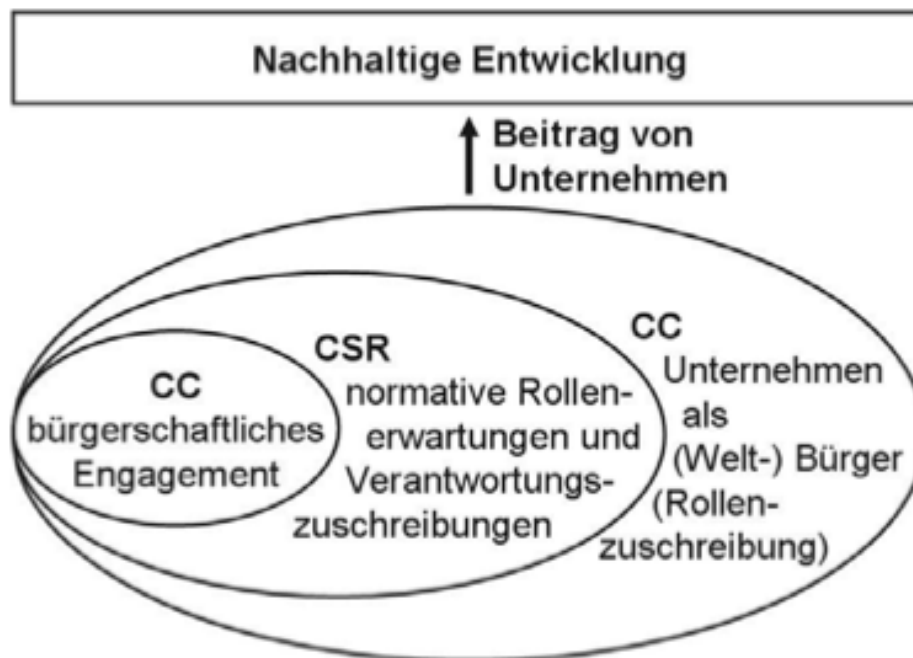 Nachhaltige Entwicklung
Beitrag von
Unternehmen
CC
bürgerschaftliches
Engagement
CSR
normative Rollen-
erwartungen und
Verantwortungs-
zuschreibungen
CC
Unternehmen
als
(Welt-) Bürger
(Rollen-
zuschreibung)